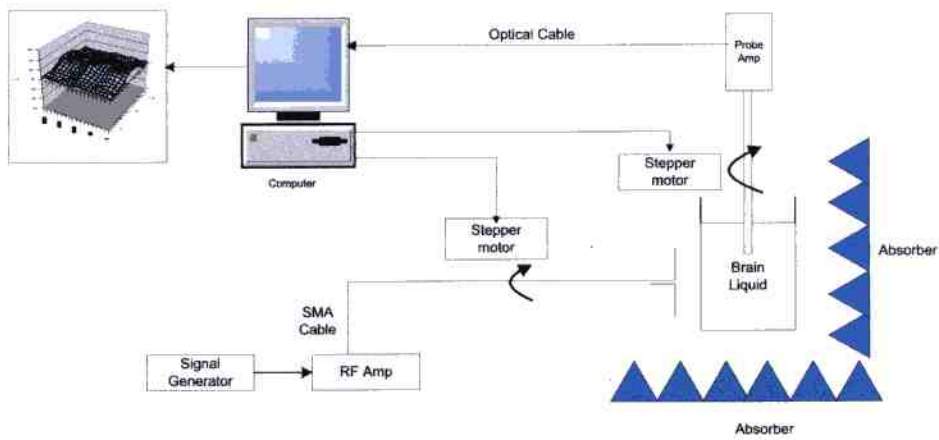 Optical Cable
Probe
Amp
Computer
Stepper
motor
Stepper
motor
Brain
Liquid
Absorber
SMA
Cable
Signal
Generator
RF Amp
Absorber